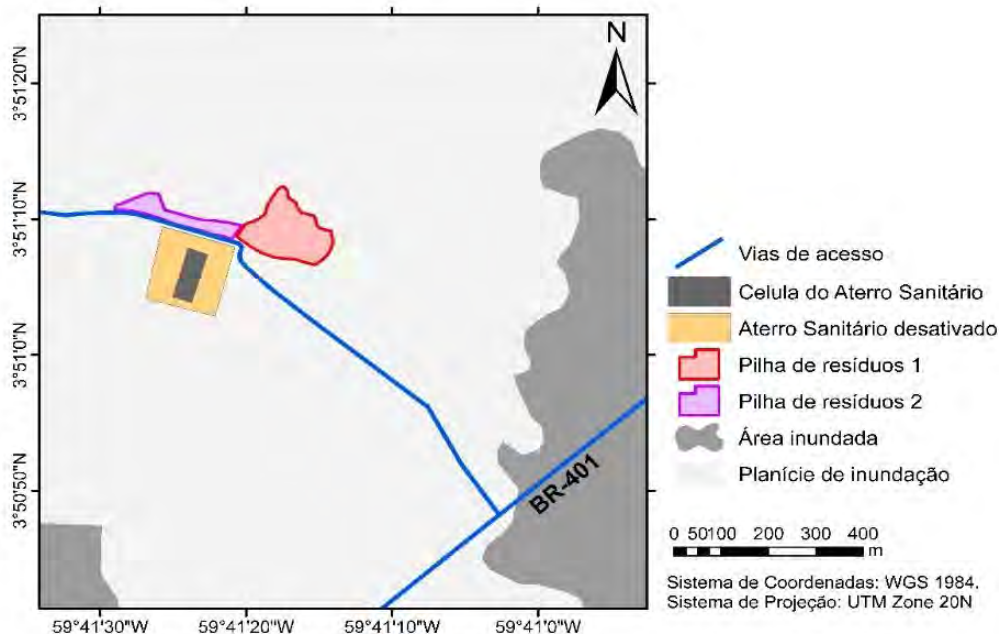 N
3°51'20"N
3°51'10"N
3°51'0"N
3°50'50"N
BR-401
59°41'30"W
59°41'20"W
59°41'10"W
59°41'0"W
Vias de acesso
Celula do Aterro Sanitário
Aterro Sanitário desativado
Pilha de resíduos 1
Pilha de resíduos 2
Área inundada
Planície de inundação
0 50100 200 300 400
m
Sistema de Coordenadas: WGS 1984.
Sistema de Projeção: UTM Zone 20N